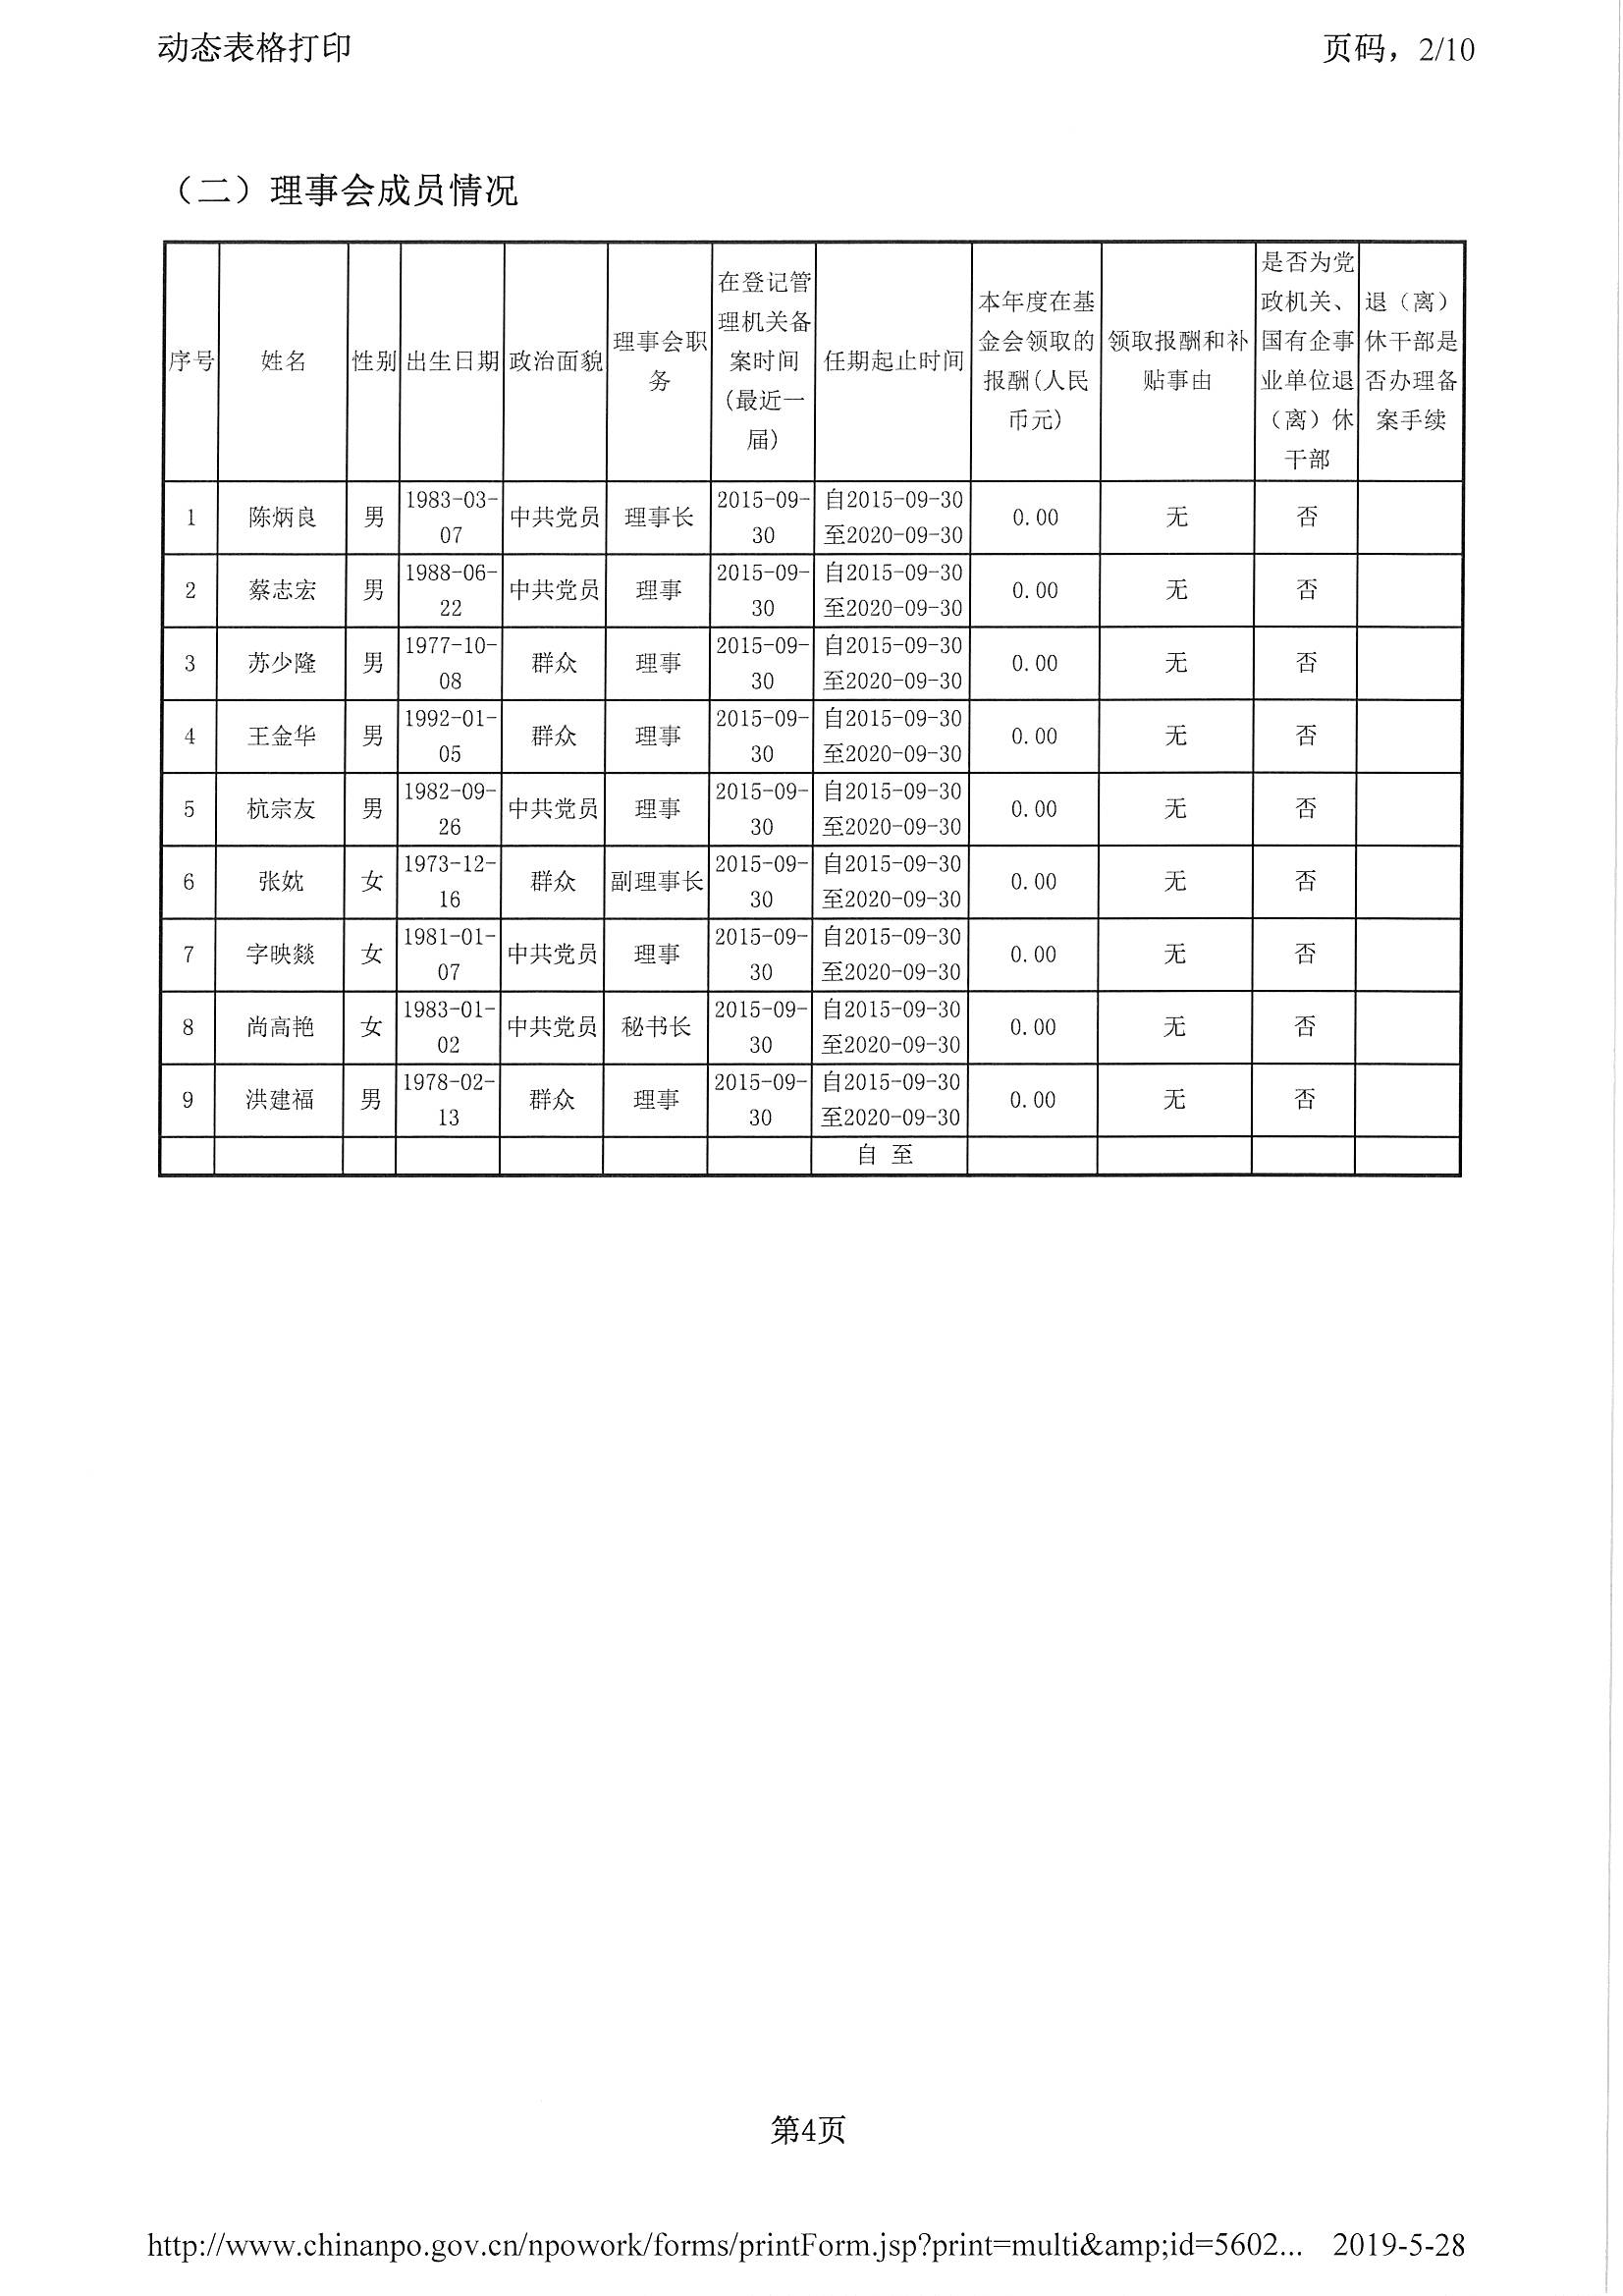 动态表格打印 页码，2/10
（二）理事会成员情况
序号 姓名 性别 出生日期 政治面貌 理事会职务 在登记管理机关备案时间(最近一届) 任期起止时间 本年度在基金会领取的报酬(人民币元) 领取报酬和补贴事由 是否为党政机关、国有企事业单位退（离）休干部 退（离）休干部是否办理备案手续
1 陈炳良 男 1983-03-07 中共党员 理事长 2015-09-30 自2015-09-30至2020-09-30 0.00 无 否
2 蔡志宏 男 1988-06-22 中共党员 理事 2015-09-30 自2015-09-30至2020-09-30 0.00 无 否
3 苏少隆 男 1977-10-08 群众 理事 2015-09-30 自2015-09-30至2020-09-30 0.00 无 否
4 王金华 男 1992-01-05 群众 理事 2015-09-30 自2015-09-30至2020-09-30 0.00 无 否
5 杭宗友 男 1982-09-26 中共党员 理事 2015-09-30 自2015-09-30至2020-09-30 0.00 无 否
6 女 1973-12-16 群众 副理事长 2015-09-30 自2015-09-30至2020-09-30 0.00 无 否
7 字映燚 女 1981-01-07 中共党员 理事 2015-09-30 自2015-09-30至2020-09-30 0.00 无 否
8 尚高艳 女 1983-01-02 中共党员 秘书长 2015-09-30 自2015-09-30至2020-09-30 0.00 无 否
9 洪建福 男 1978-02-13 群众 理事 2015-09-30 自2015-09-30至2020-09-30 0.00 无 否
自 至
第4页
http://www.chinanpo.gov.cn/npowork/forms/printForm.jsp?print=multi&amp;id=5602... 2019-5-28